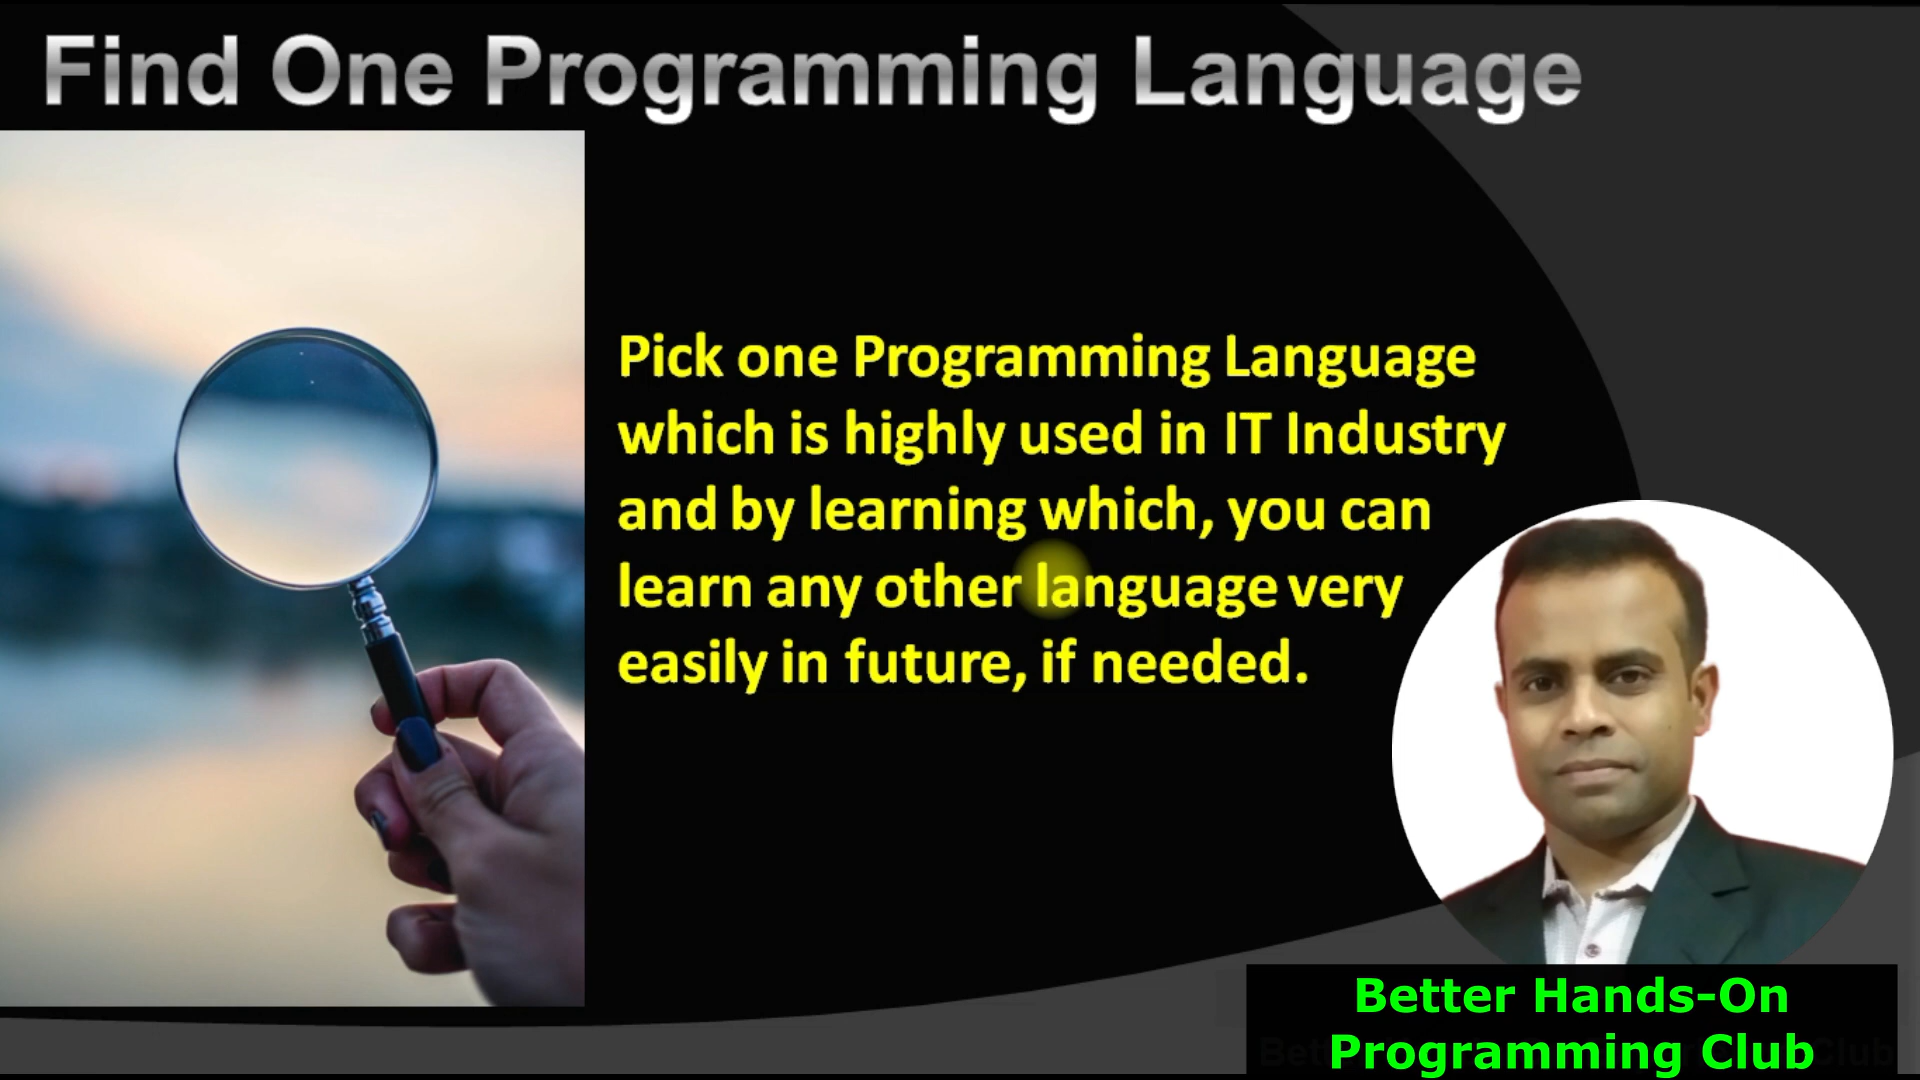 Find One Programming Language
Pick one Programming Language
which is highly used in IT Industry
and by learning which, you can
learn any other language very
easily in future, if needed.
Better Hands-On
Programming Club